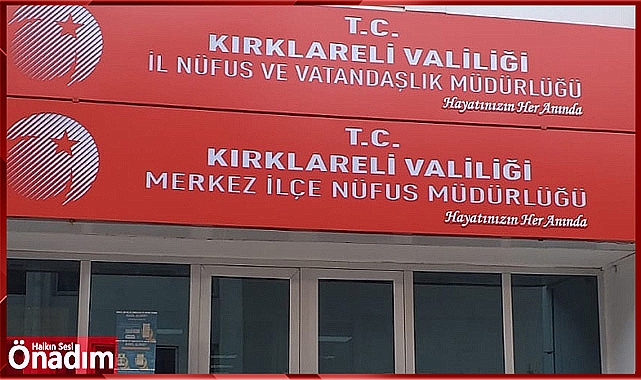 T.C.
KIRKLARELİ VALİLİĞİ
İL NÜFUS VE VATANDAŞLIK MÜDÜRLÜĞÜ
Hayatınızın Her Anında
T.C.
KIRKLARELİ VALİLİĞİ
MERKEZ İLÇE NÜFUS MÜDÜRLÜĞÜ
Hayatınızın Her Anında
Halkın Sesi
Önadım